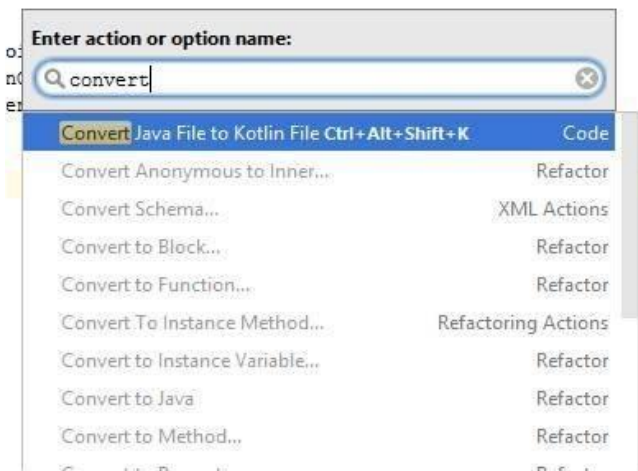 Enter action or option name:
convert
Convert Java File to Kotlin File Ctrl+Alt+Shift+K Code
Convert Anonymous to Inner... Refactor
Convert Schema... XML Actions
Convert to Block... Refactor
Convert to Function... Refactor
Convert To Instance Method... Refactoring Actions
Convert to Instance Variable... Refactor
Convert to Java Refactor
Convert to Method... Refactor